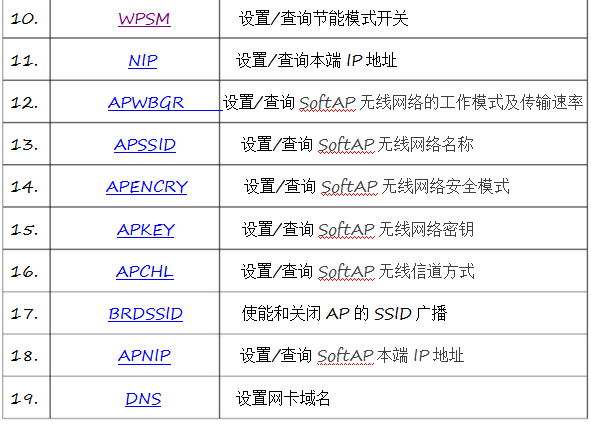 10. WPSM 设置/查询节能模式开关
11. NIP 设置/查询本端 IP 地址
12. APWBGR 设置/查询 SoftAP 无线网络的工作模式及传输速率
13. APSSID 设置/查询 SoftAP 无线网络名称
14. APENCRY 设置/查询 SoftAP 无线网络安全模式
15. APKEY 设置/查询 SoftAP 无线网络密钥
16. APCHL 设置/查询 SoftAP 无线信道方式
17. BRDSSID 使能和关闭 AP 的 SSID 广播
18. APNIP 设置/查询 SoftAP 本端 IP 地址
19. DNS 设置网卡域名